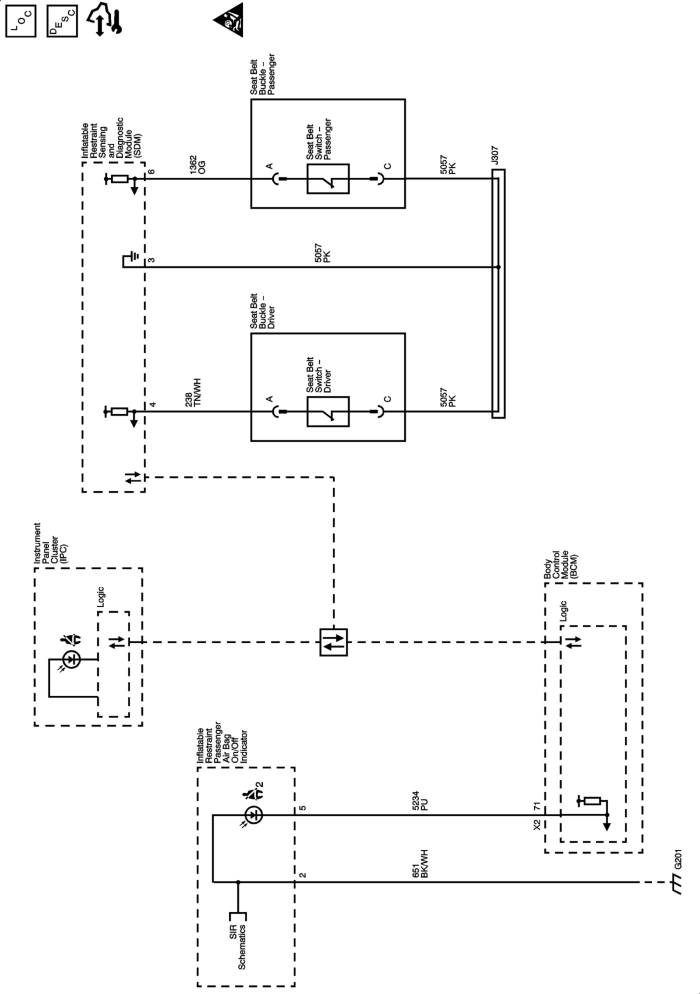 L
O
C
D
E
S
C
Inflatable
Restraint
Passenger
Air Bag
On/Off
Indicator
SIR
Schematics
2
2
5
651
BK/WH
5234
PU
X2
71
G201
Instrument
Panel
Cluster
(IPC)
Logic
Body
Control
Module
(BCM)
Logic
Inflatable
Restraint
Sensing
and
Diagnostic
Module
(SDM)
4
3
6
238
TN/WH
5057
PK
1362
OG
Seat Belt
Buckle –
Driver
A
Seat Belt
Switch –
Driver
C
5057
PK
Seat Belt
Buckle –
Passenger
A
Seat Belt
Switch –
Passenger
C
5057
PK
J307